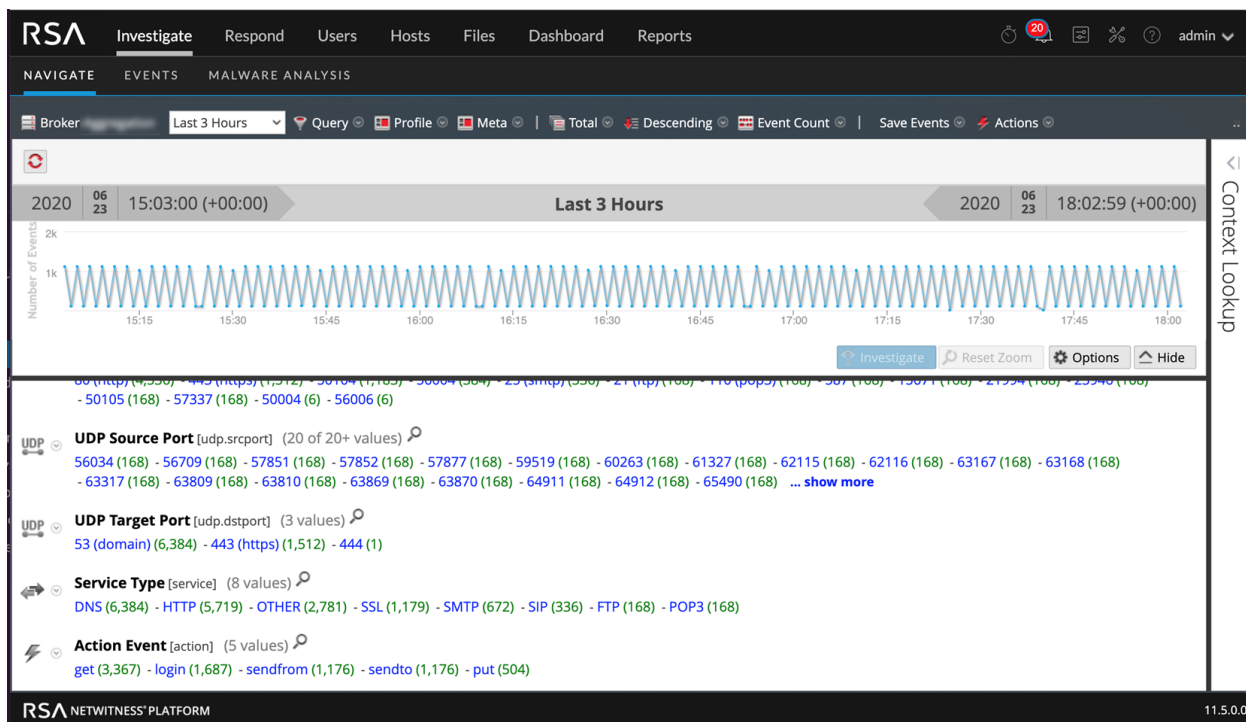 RSA Investigate Respond Users Hosts Files Dashboard Reports 20 admin
NAVIGATE EVENTS MALWARE ANALYSIS
Broker Last 3 Hours Query Profile Meta | Total Descending Event Count | Save Events Actions ..
2020 06 23 15:03:00 (+00:00) Last 3 Hours 2020 06 23 18:02:59 (+00:00)
Context Lookup
Number of Events
2k
1k
15:15 15:30 15:45 16:00 16:15 16:30 16:45 17:00 17:15 17:30 17:45 18:00
Investigate Reset Zoom Options Hide
- 50105 (168) - 57337 (168) - 50004 (6) - 56006 (6)
UDP UDP Source Port [udp.srcport] (20 of 20+ values)
56034 (168) - 56709 (168) - 57851 (168) - 57852 (168) - 57877 (168) - 59519 (168) - 60263 (168) - 61327 (168) - 62115 (168) - 62116 (168) - 63167 (168) - 63168 (168)
- 63317 (168) - 63809 (168) - 63810 (168) - 63869 (168) - 63870 (168) - 64911 (168) - 64912 (168) - 65490 (168) ... show more
UDP UDP Target Port [udp.dstport] (3 values)
53 (domain) (6,384) - 443 (https) (1,512) - 444 (1)
Service Type [service] (8 values)
DNS (6,384) - HTTP (5,719) - OTHER (2,781) - SSL (1,179) - SMTP (672) - SIP (336) - FTP (168) - POP3 (168)
Action Event [action] (5 values)
get (3,367) - login (1,687) - sendfrom (1,176) - sendto (1,176) - put (504)
RSA NETWITNESS® PLATFORM 11.5.0.0